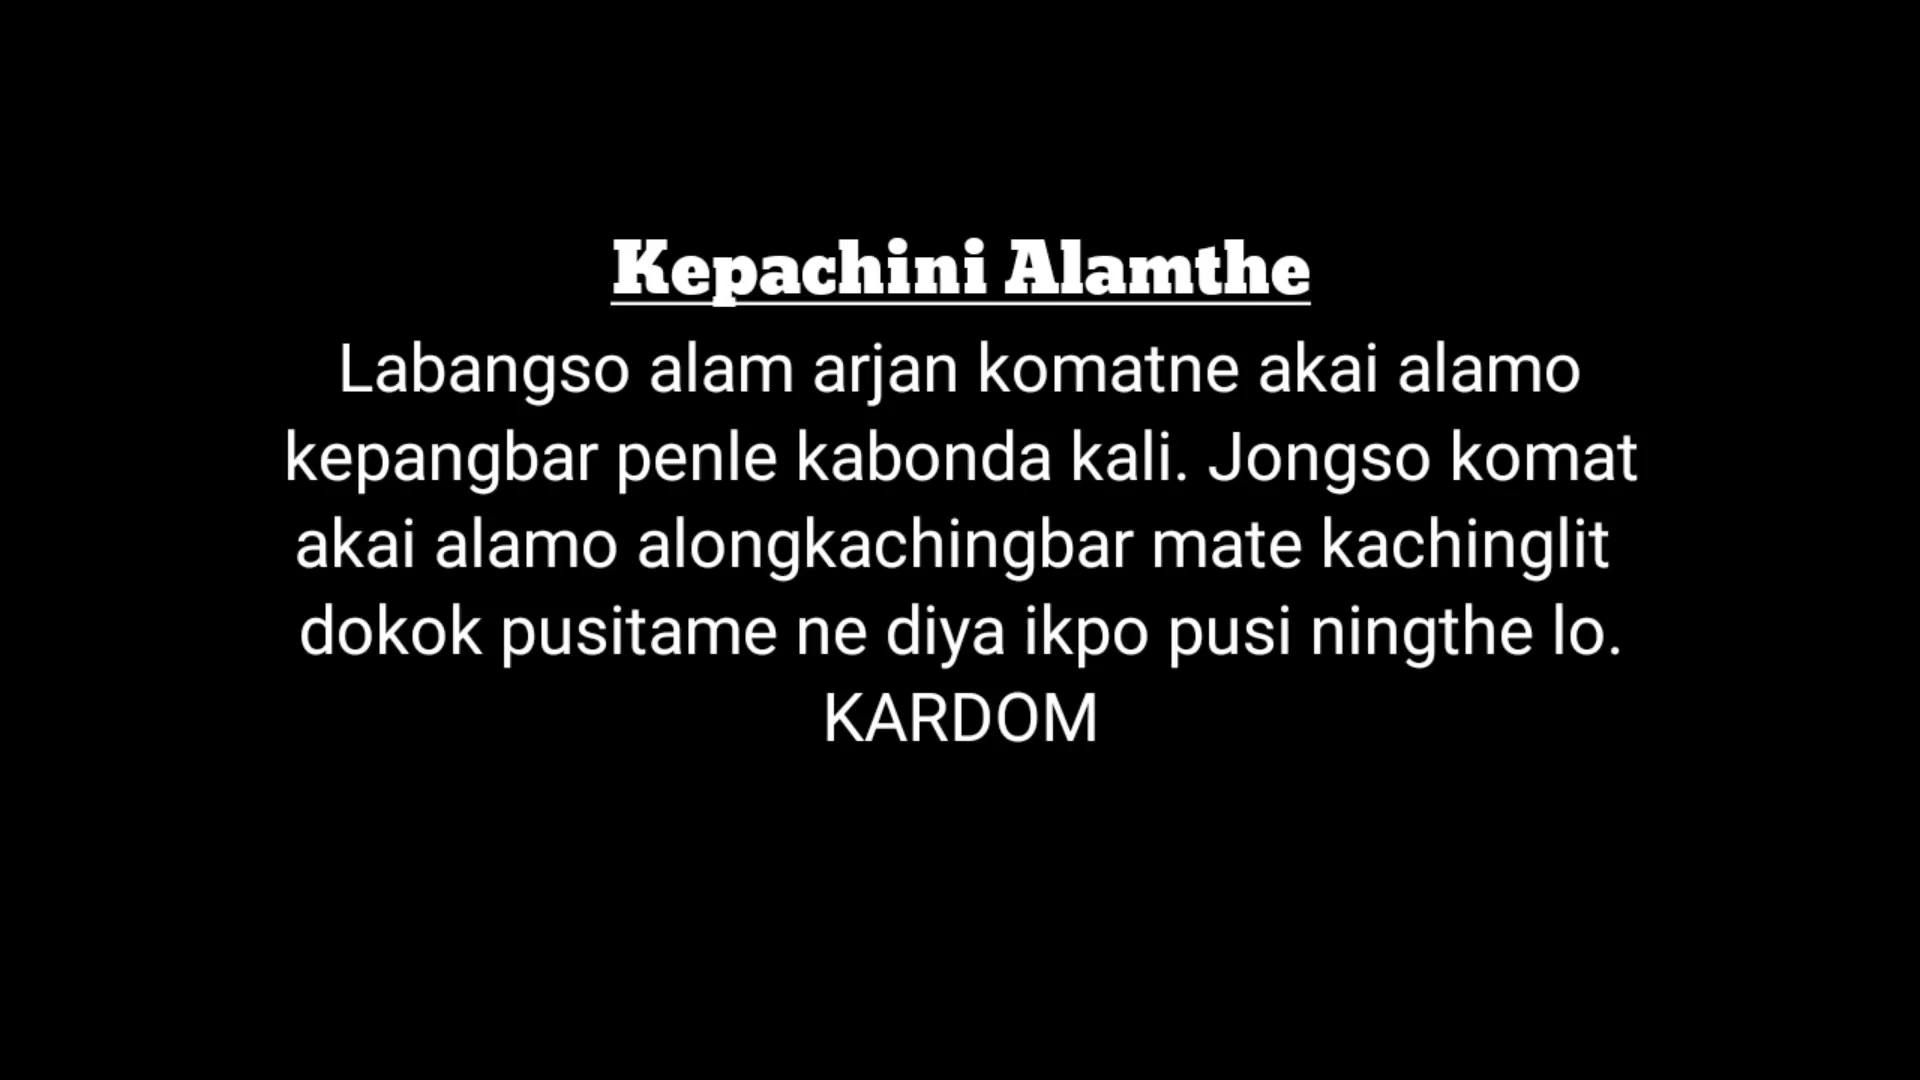 Kepachini Alamthe
Labangso alam arjan komatne akai alamo
kepangbar penle kabonda kali. Jongso komat
akai alamo alongkachingbar mate kachinglit
dokok pusitame ne diya ikpo pusi ningthe lo.
KARDOM